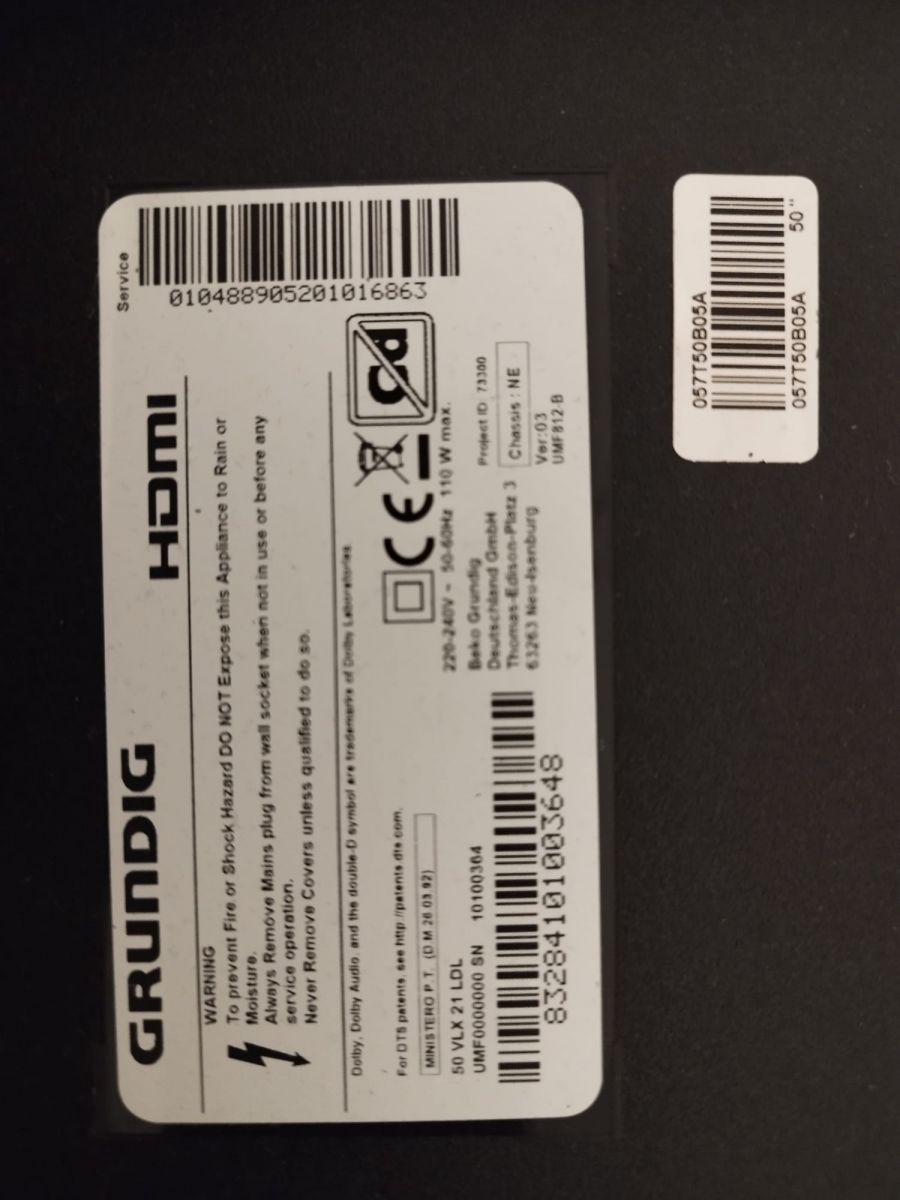 GRUNDIG
HDMI
Service
010488905201016863
WARNING
To prevent Fire or Shock Hazard DO NOT Expose this Appliance to Rain or
Moisture.
Always Remove Mains plug from wall socket when not in use or before any
service operation.
Never Remove Covers unless qualified to do so.
Dolby, Dolby Audio, and the double-D symbol are trademarks of Dolby Laboratories.
For DTS patents, see http://patents.dts.com.
MINISTERO P.T. (D.M 26.03.92)
CE
Cd
220-240V ~ 50-60Hz 110 W max.
50 VLX 21 LDL
UMF0000000 SN 10100364
83284101003648
Beko Grundig
Deutschland GmbH
Thomas-Edison-Platz 3
63263 Neu-Isenburg
Project ID: 73300
Chassis : NE
Ver:03
UMF812-B
057T50B05A
057T50B05A 50"